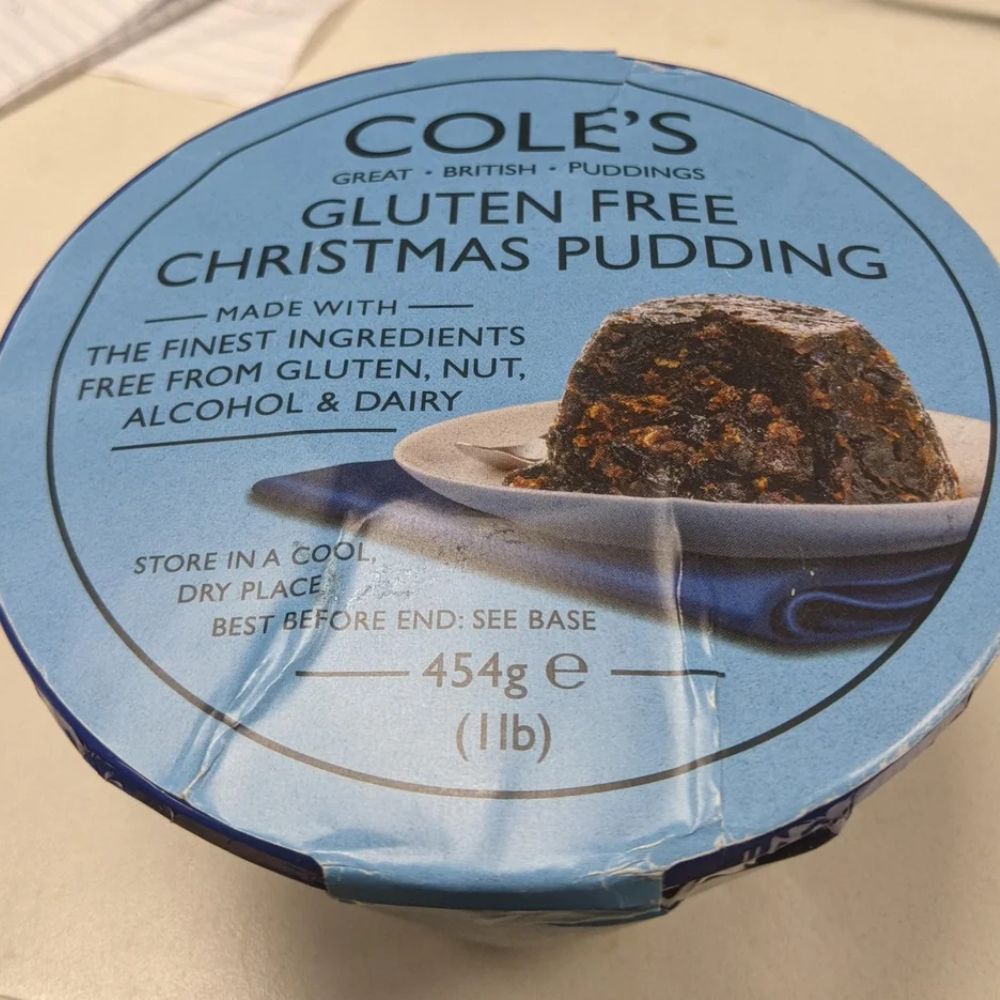 COLE'S
GREAT · BRITISH · PUDDINGS
GLUTEN FREE
CHRISTMAS PUDDING
MADE WITH
THE FINEST INGREDIENTS
FREE FROM GLUTEN, NUT,
ALCOHOL & DAIRY
STORE IN A COOL,
DRY PLACE
BEST BEFORE END: SEE BASE
454g ℮
(1lb)